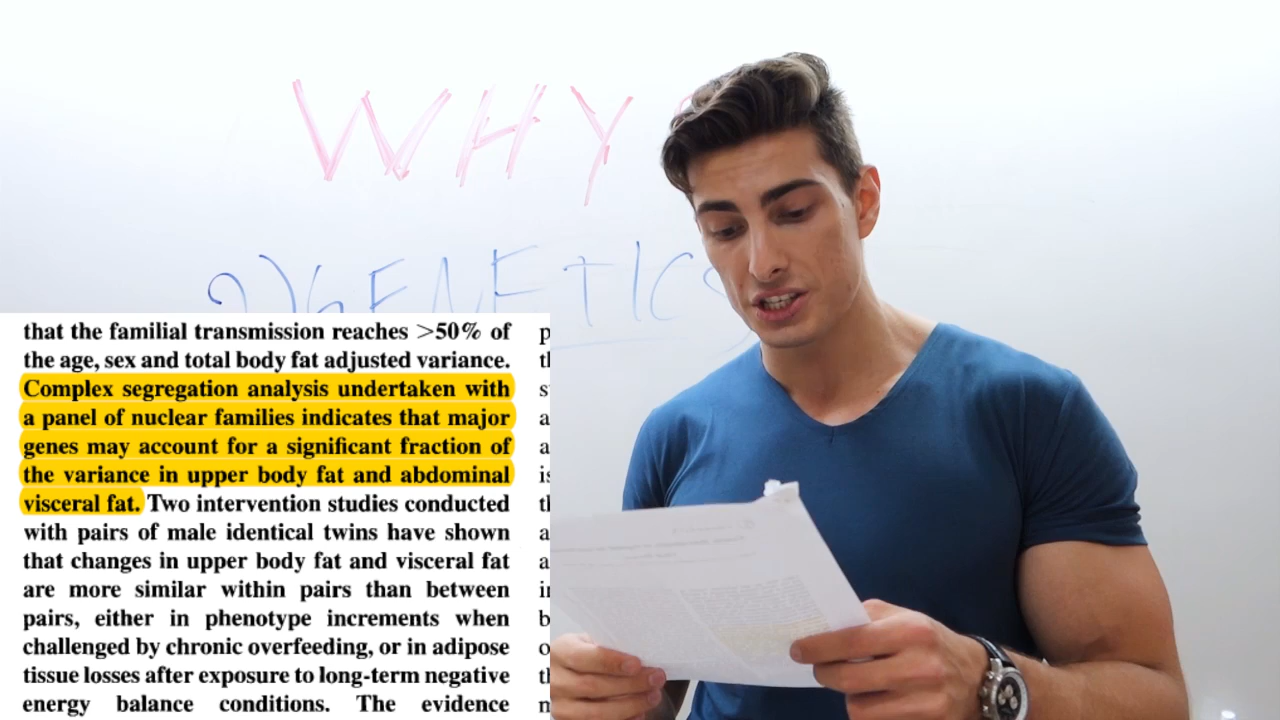 WHY
2) GENETICS
that the familial transmission reaches >50% of
the age, sex and total body fat adjusted variance.
Complex segregation analysis undertaken with
a panel of nuclear families indicates that major
genes may account for a significant fraction of
the variance in upper body fat and abdominal
visceral fat. Two intervention studies conducted
with pairs of male identical twins have shown
that changes in upper body fat and visceral fat
are more similar within pairs than between
pairs, either in phenotype increments when
challenged by chronic overfeeding, or in adipose
tissue losses after exposure to long-term negative
energy balance conditions. The evidence